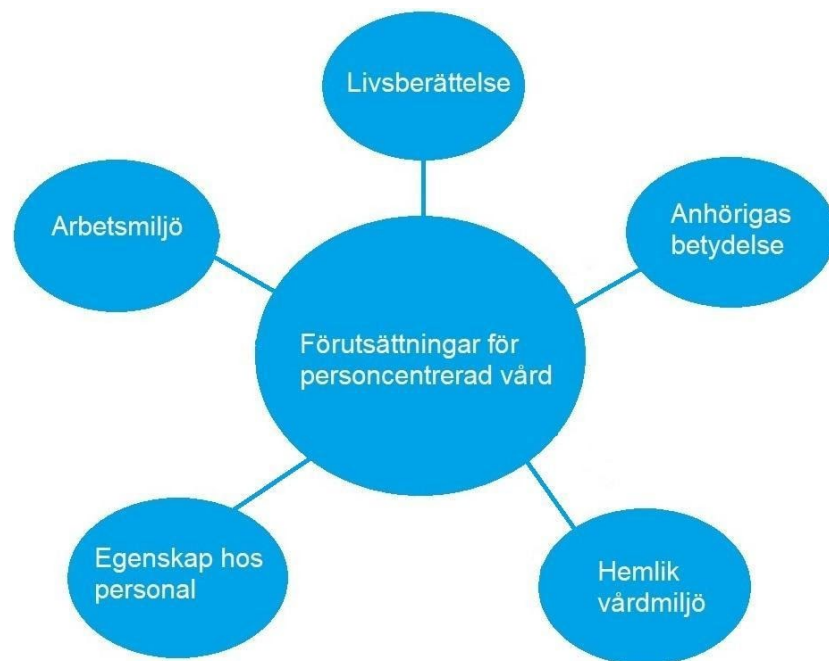 Livsberättelse
Arbetsmiljö
Anhörigas
betydelse
Förutsättningar för
personcentrerad vård
Egenskap hos
personal
Hemlik
vårdmiljö